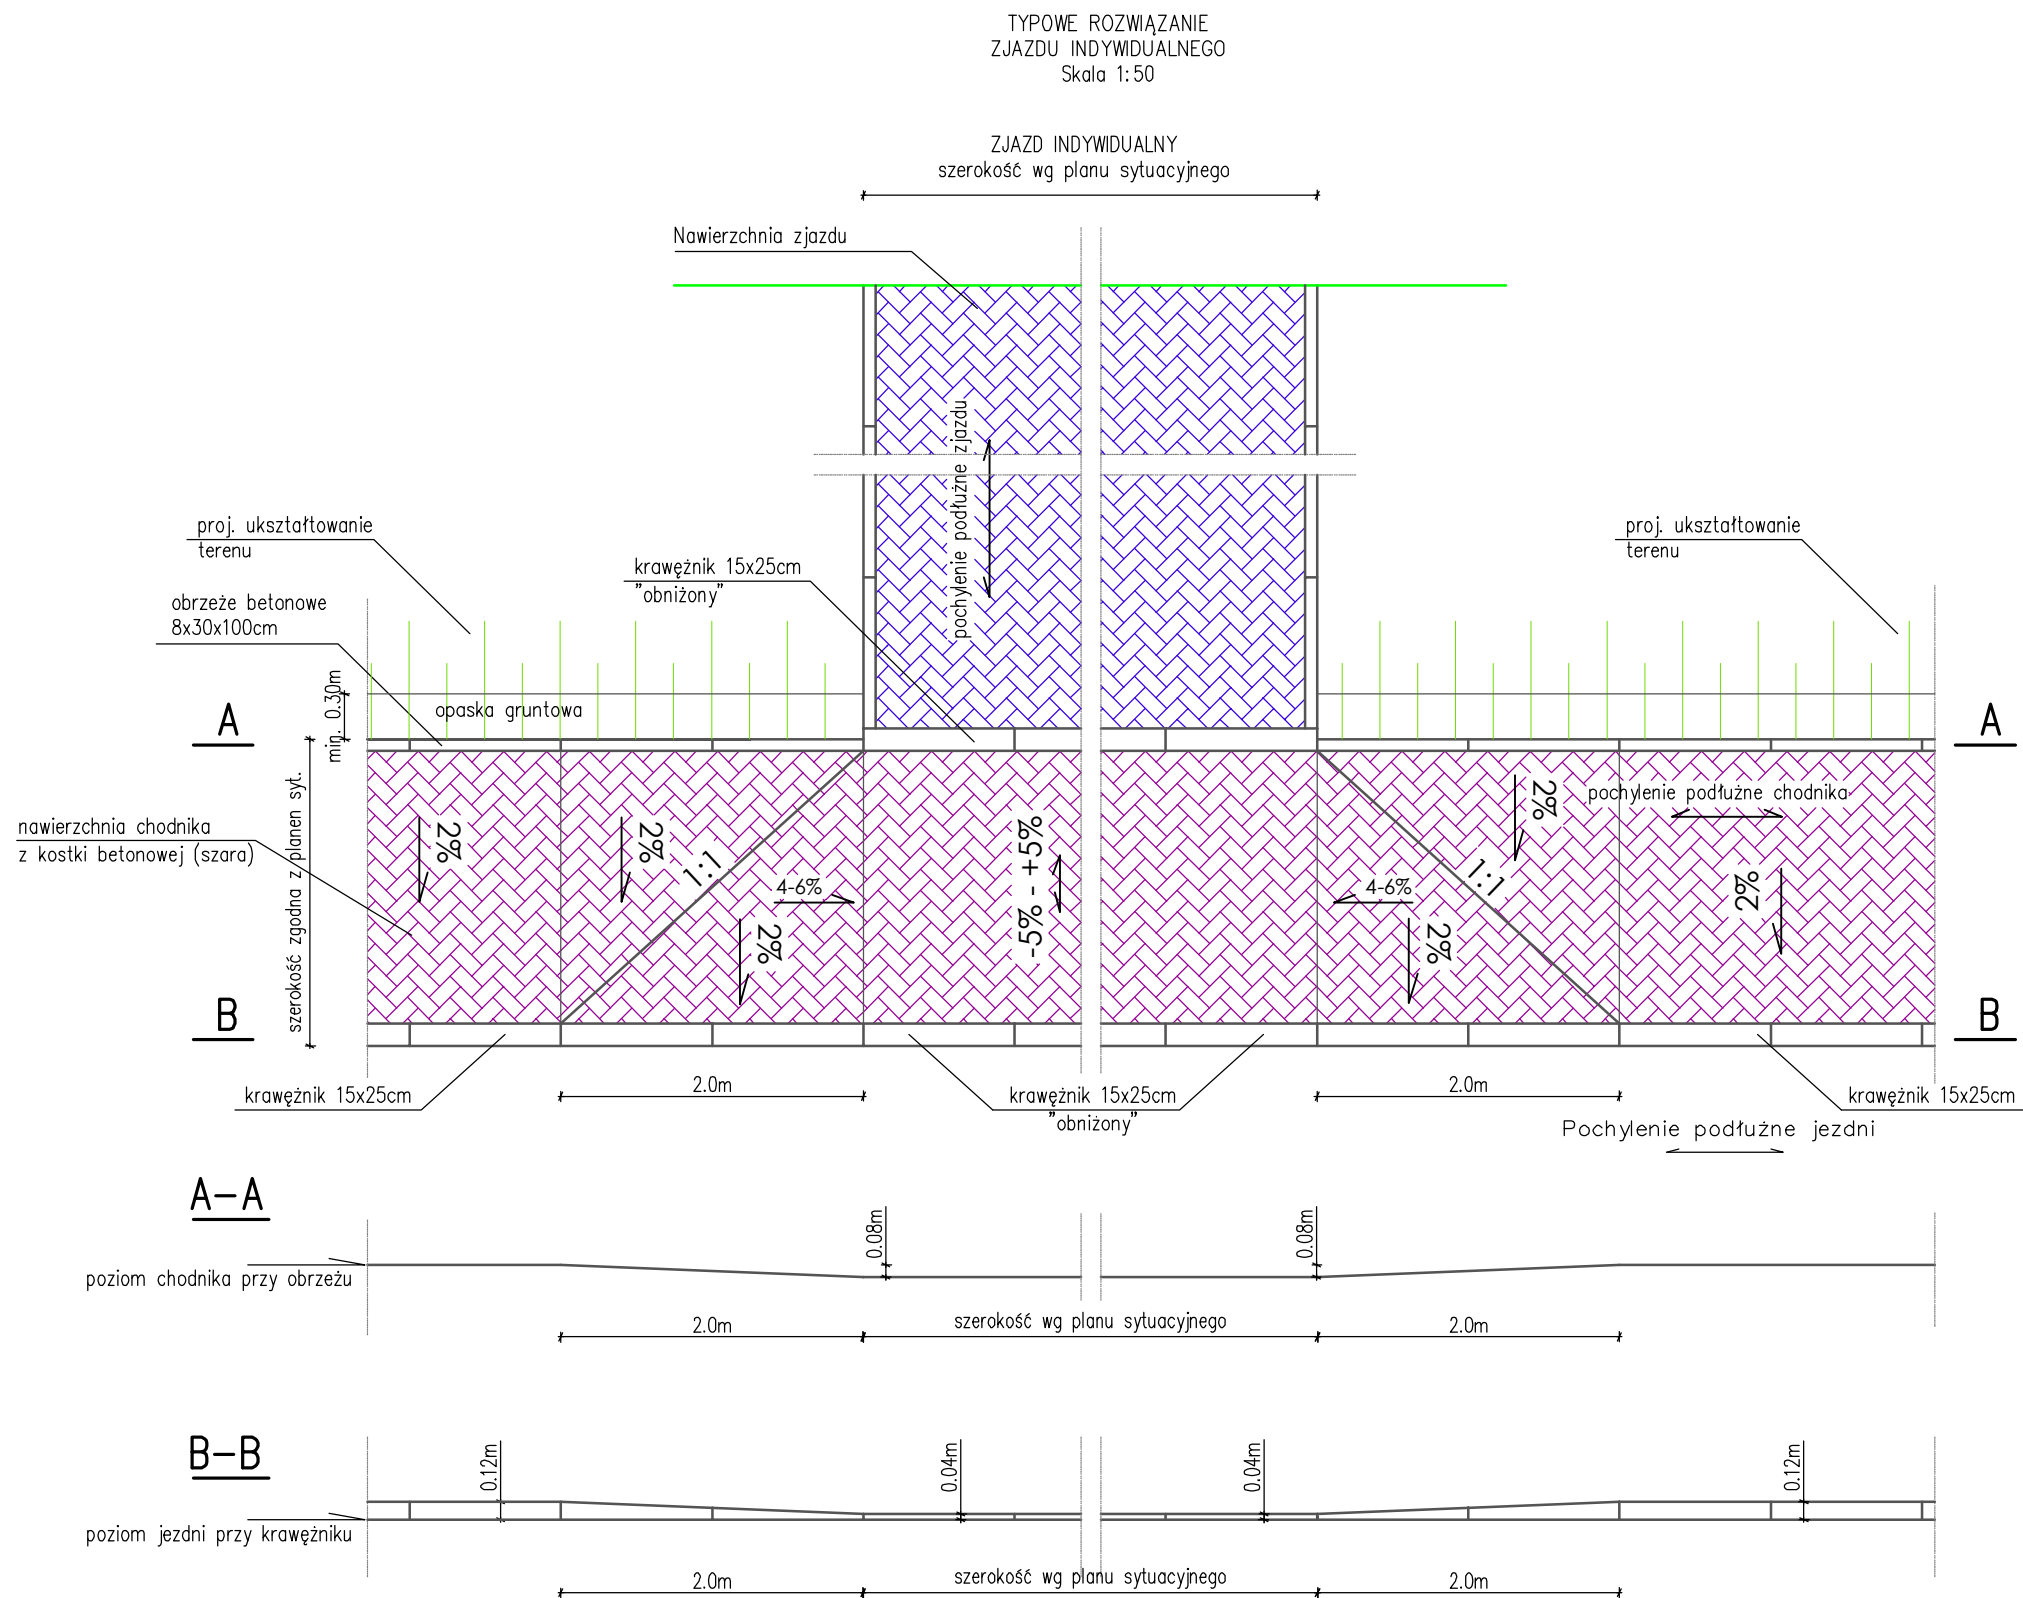 TYPOWE ROZWIĄZANIE
ZJAZDU INDYWIDUALNEGO
Skala 1:50
ZJAZD INDYWIDUALNY
szerokość wg planu sytuacyjnego
Nawierzchnia zjazdu
pochylenie podłużne zjazdu
proj. ukształtowanie
terenu
proj. ukształtowanie
terenu
krawężnik 15x25cm
"obniżony"
obrzeże betonowe
8x30x100cm
min. 0.30m
opaska gruntowa
A
A
szerokość zgodna z planen syt.
nawierzchnia chodnika
z kostki betonowej (szara)
2%
2%
1:1
4-6%
2%
-5% - +5%
4-6%
2%
1:1
2%
pochylenie podłużne chodnika
2%
B
B
krawężnik 15x25cm
2.0m
krawężnik 15x25cm
"obniżony"
2.0m
krawężnik 15x25cm
Pochylenie podłużne jezdni
A-A
0.08m
0.08m
poziom chodnika przy obrzeżu
2.0m
szerokość wg planu sytuacyjnego
2.0m
B-B
0.12m
0.04m
0.04m
0.12m
poziom jezdni przy krawężniku
2.0m
szerokość wg planu sytuacyjnego
2.0m